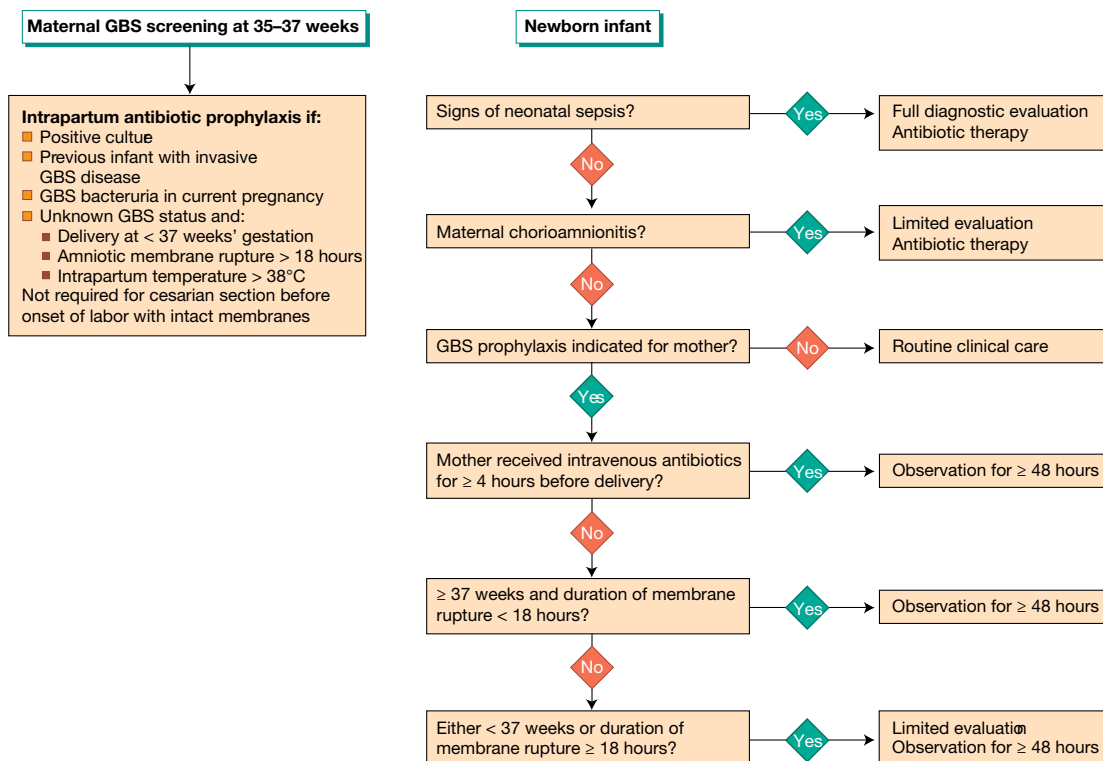 Maternal GBS screening at 35–37 weeks
Intrapartum antibiotic prophylaxis if:
Positive culture
Previous infant with invasive
GBS disease
GBS bacteruria in current pregnancy
Unknown GBS status and:
Delivery at < 37 weeks’ gestation
Amniotic membrane rupture > 18 hours
Intrapartum temperature > 38°C
Not required for cesarian section before
onset of labor with intact membranes
Newborn infant
Signs of neonatal sepsis?
Yes
Full diagnostic evaluation
Antibiotic therapy
No
Maternal chorioamnionitis?
Yes
Limited evaluation
Antibiotic therapy
No
GBS prophylaxis indicated for mother?
No
Routine clinical care
Yes
Mother received intravenous antibiotics
for ≥ 4 hours before delivery?
Yes
Observation for ≥ 48 hours
No
≥ 37 weeks and duration of membrane
rupture < 18 hours?
Yes
Observation for ≥ 48 hours
No
Either < 37 weeks or duration of
membrane rupture ≥ 18 hours?
Yes
Limited evaluation
Observation for ≥ 48 hours